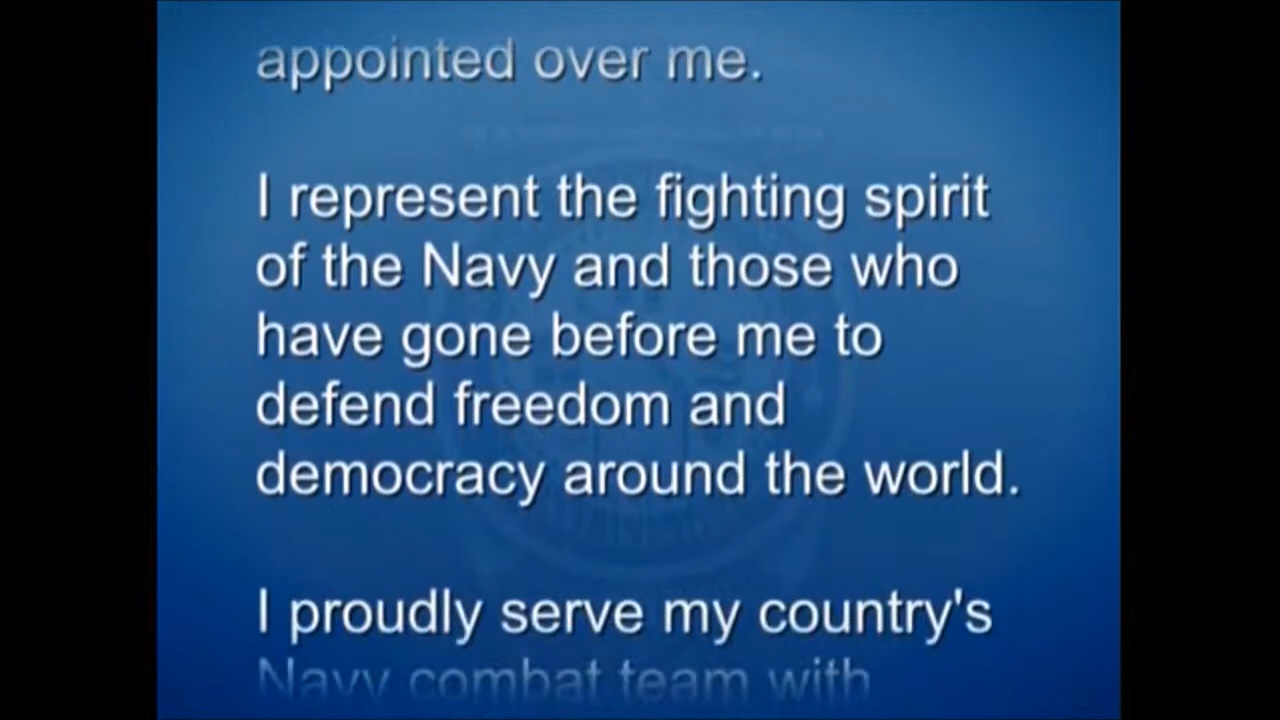 appointed over me.
I represent the fighting spirit
of the Navy and those who
have gone before me to
defend freedom and
democracy around the world.
I proudly serve my country's
Navy combat team with